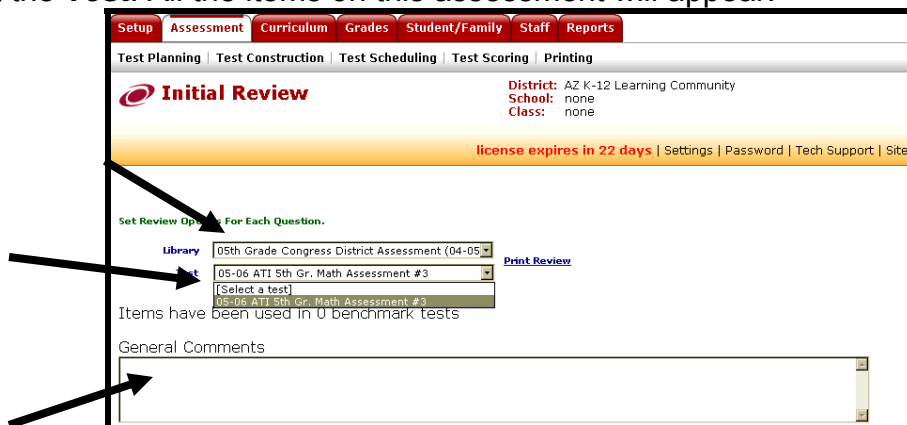 the Test. All the items on this assessment will appear.
Setup Assessment Curriculum Grades Student/Family Staff Reports
Test Planning | Test Construction | Test Scheduling | Test Scoring | Printing
Initial Review
District: AZ K-12 Learning Community
School: none
Class: none
license expires in 22 days | Settings | Password | Tech Support | Site
Set Review For Each Question.
Library 05th Grade Congress District Assessment (04-05
Print Review
05-06 ATI 5th Gr. Math Assessment #3
[Select a test]
05-06 ATI 5th Gr. Math Assessment #3
Items have been used in 0 benchmark tests
General Comments